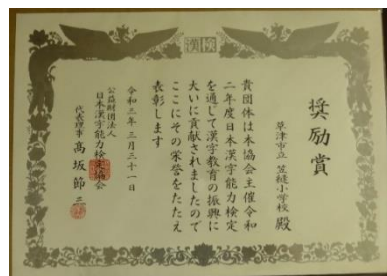 漢検
奨励賞
草津市立 笠縫小学校 殿
貴団体は本協会主催令和
二年度日本漢字能力検定
を通じて漢字教育の振興に
大いに貢献されましたので
ここにその栄誉をたたえ
表彰します
令和三年三月三十一日
公益財団法人
日本漢字能力検定協会
代表理事 髙坂節三